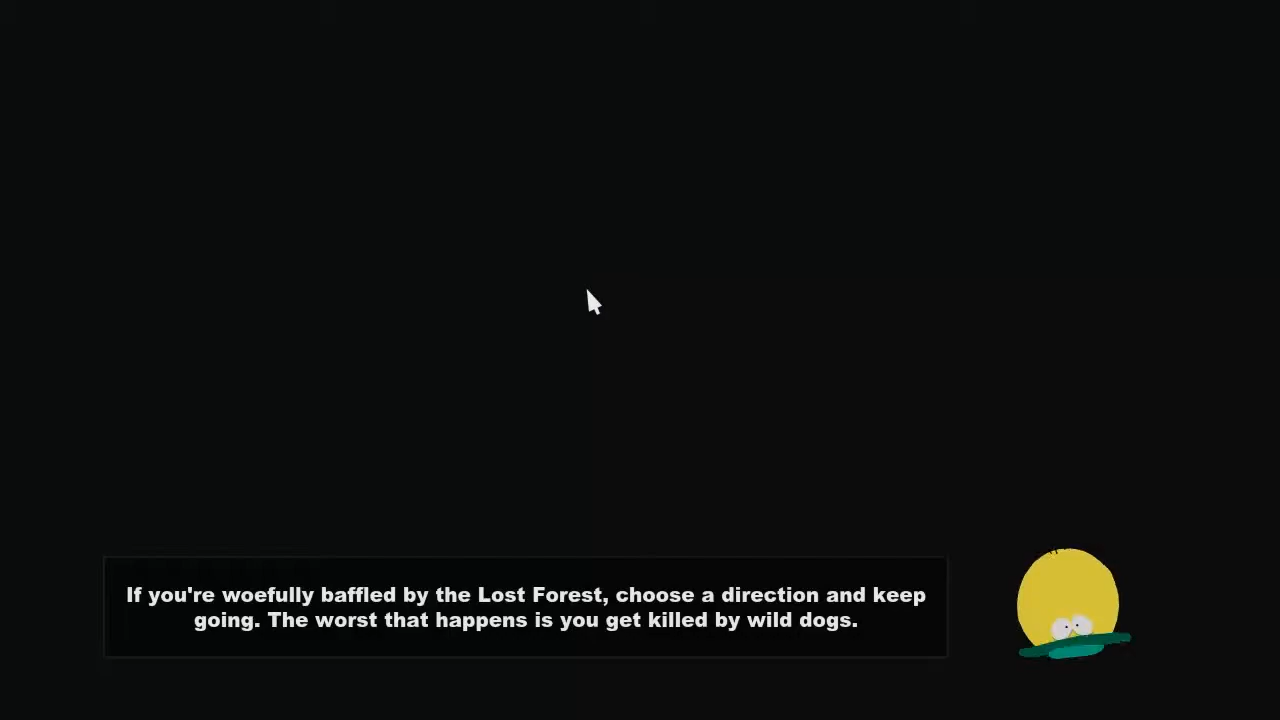 If you're woefully baffled by the Lost Forest, choose a direction and keep
going. The worst that happens is you get killed by wild dogs.